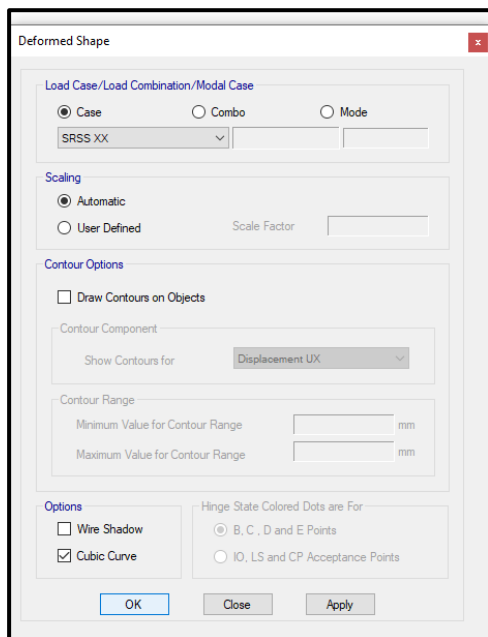 Deformed Shape
x
Load Case/Load Combination/Modal Case
Case Combo Mode
SRSS XX
Scaling
Automatic
User Defined Scale Factor
Contour Options
Draw Contours on Objects
Contour Component
Show Contours for Displacement UX
Contour Range
Minimum Value for Contour Range mm
Maximum Value for Contour Range mm
Options Hinge State Colored Dots are For
Wire Shadow B, C , D and E Points
Cubic Curve IO, LS and CP Acceptance Points
OK Close Apply